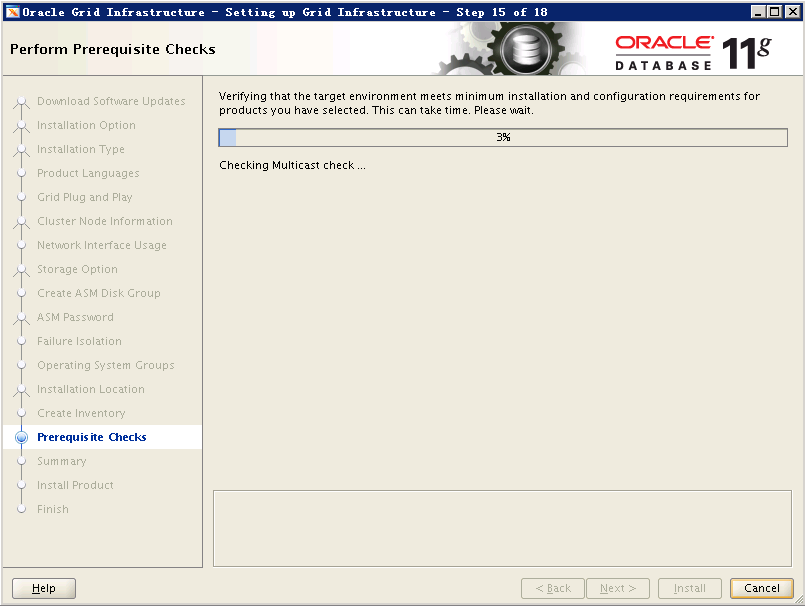 Oracle Grid Infrastructure - Setting up Grid Infrastructure - Step 15 of 18
Perform Prerequisite Checks
ORACLE
DATABASE 11g
Download Software Updates
Installation Option
Installation Type
Product Languages
Grid Plug and Play
Cluster Node Information
Network Interface Usage
Storage Option
Create ASM Disk Group
ASM Password
Failure Isolation
Operating System Groups
Installation Location
Create Inventory
Prerequisite Checks
Summary
Install Product
Finish
Verifying that the target environment meets minimum installation and configuration requirements for
products you have selected. This can take time. Please wait.
3%
Checking Multicast check ...
Help
< Back
Next >
Install
Cancel